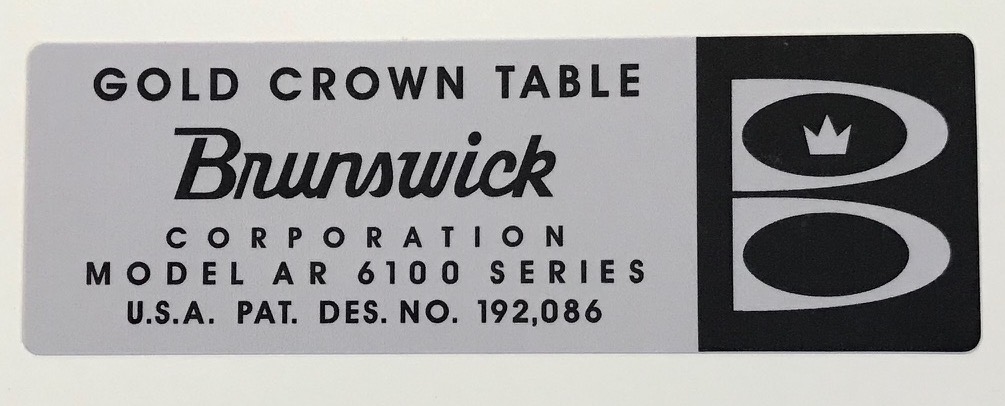 GOLD CROWN TABLE
Brunswick
CORPORATION
MODEL AR 6100 SERIES
U.S.A. PAT. DES. NO. 192,086